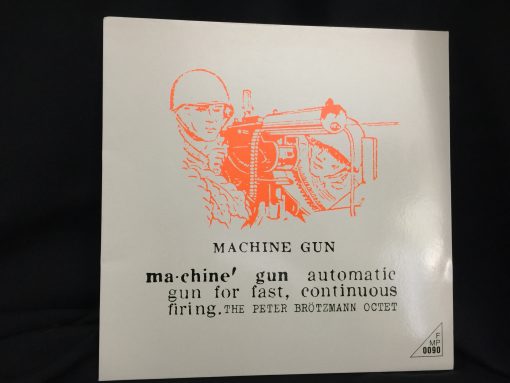 MACHINE GUN
ma·chine′ gun automatic
gun for fast, continuous
firing. THE PETER BRÖTZMANN OCTET
F
MP
0090